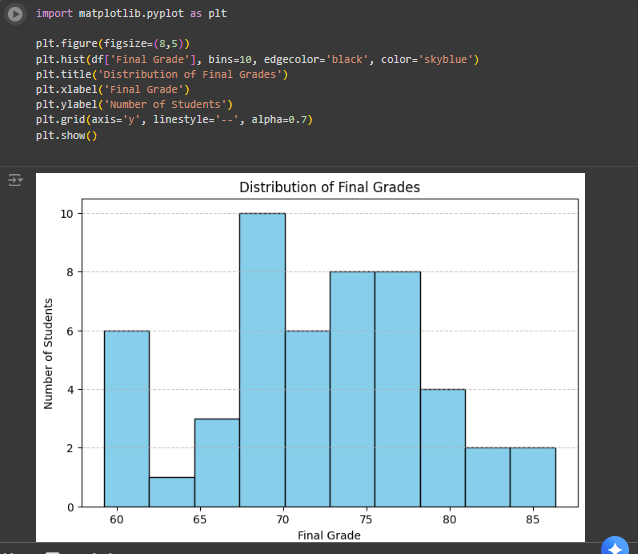 import matplotlib.pyplot as plt
plt.figure(figsize=(8,5))
plt.hist(df['Final Grade'], bins=10, edgecolor='black', color='skyblue')
plt.title('Distribution of Final Grades')
plt.xlabel('Final Grade')
plt.ylabel('Number of Students')
plt.grid(axis='y', linestyle='--', alpha=0.7)
plt.show()
Distribution of Final Grades
10
8
6
4
2
0
Number of Students
60 65 70 75 80 85
Final Grade